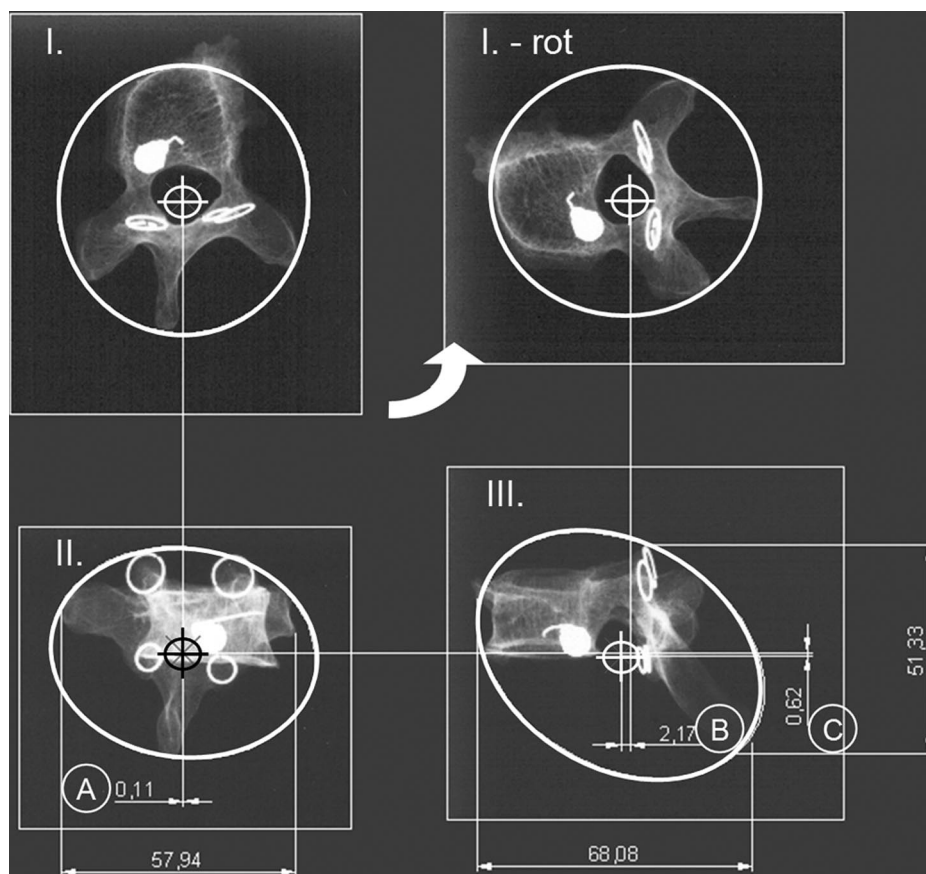 I.
I. - rot
II.
III.
A
0,11
57,94
B
2,17
C
0,62
51,33
68,08